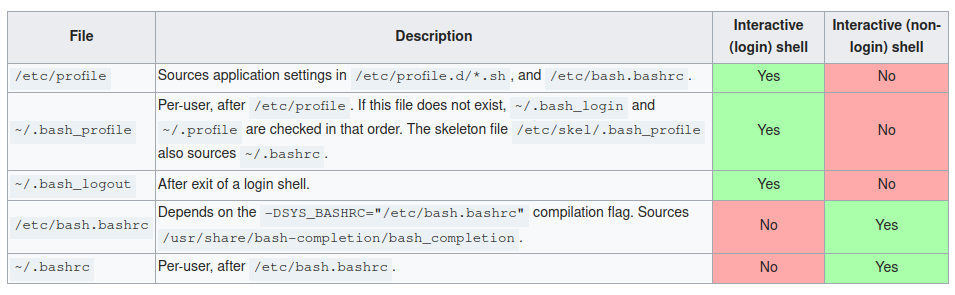 File Description Interactive (login) shell Interactive (non-login) shell
/etc/profile Sources application settings in /etc/profile.d/*.sh, and /etc/bash.bashrc. Yes No
~/.bash_profile Per-user, after /etc/profile. If this file does not exist, ~/.bash_login and
~/.profile are checked in that order. The skeleton file /etc/skel/.bash_profile
also sources ~/.bashrc. Yes No
~/.bash_logout After exit of a login shell. Yes No
/etc/bash.bashrc Depends on the -DSYS_BASHRC="/etc/bash.bashrc" compilation flag. Sources
/usr/share/bash-completion/bash_completion. No Yes
~/.bashrc Per-user, after /etc/bash.bashrc. No Yes